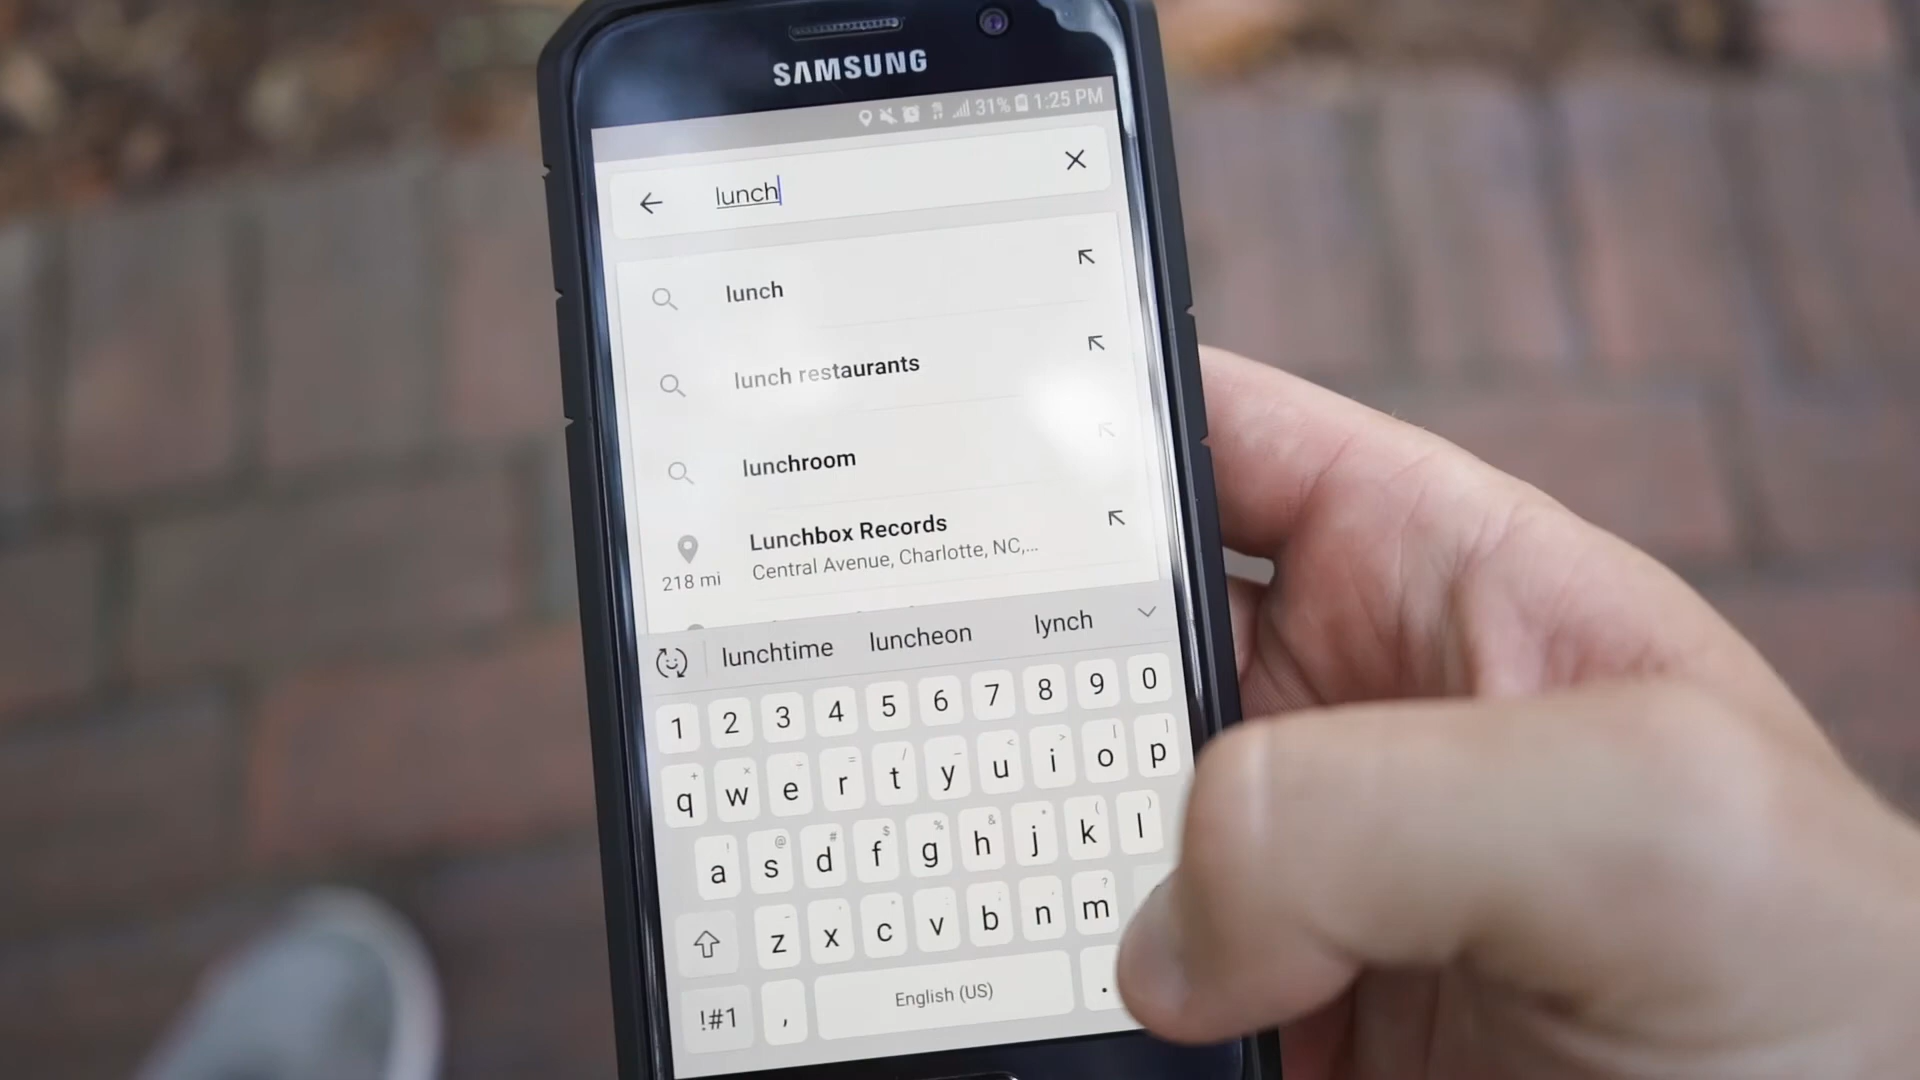 SAMSUNG
31% 1:25 PM
lunch
lunch
lunch restaurants
lunchroom
Lunchbox Records
Central Avenue, Charlotte, NC,...
218 mi
lunchtime luncheon lynch
1 2 3 4 5 6 7 8 9 0
q w e r t y u i o p
a s d f g h j k l
z x c v b n m
!#1 , English (US) .